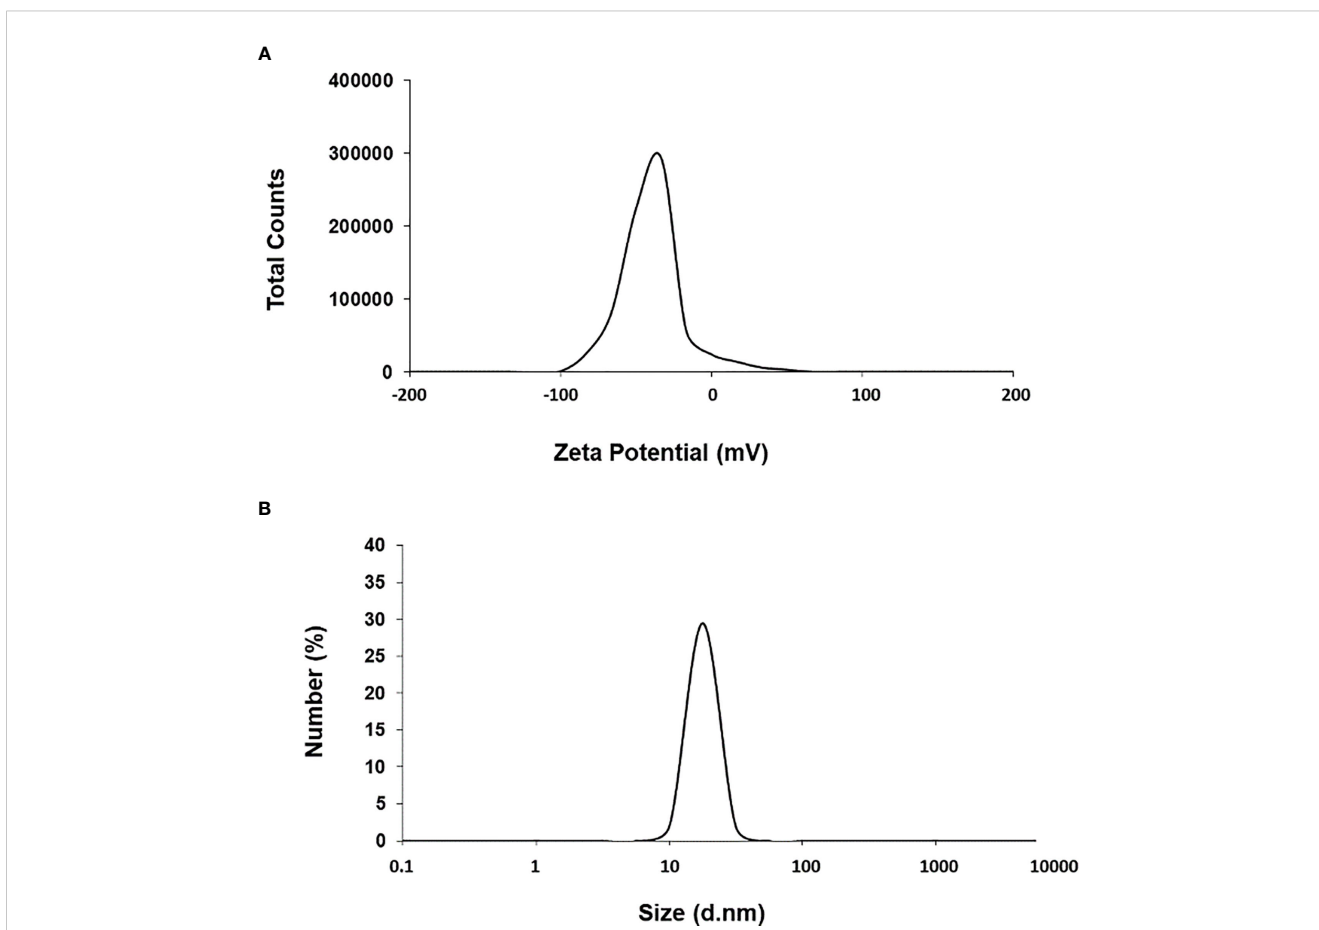 A
400000
300000
200000
100000
0
-200 -100 0 100 200
Total Counts
Zeta Potential (mV)
B
40
35
30
25
20
15
10
5
0
0.1 1 10 100 1000 10000
Number (%)
Size (d.nm)